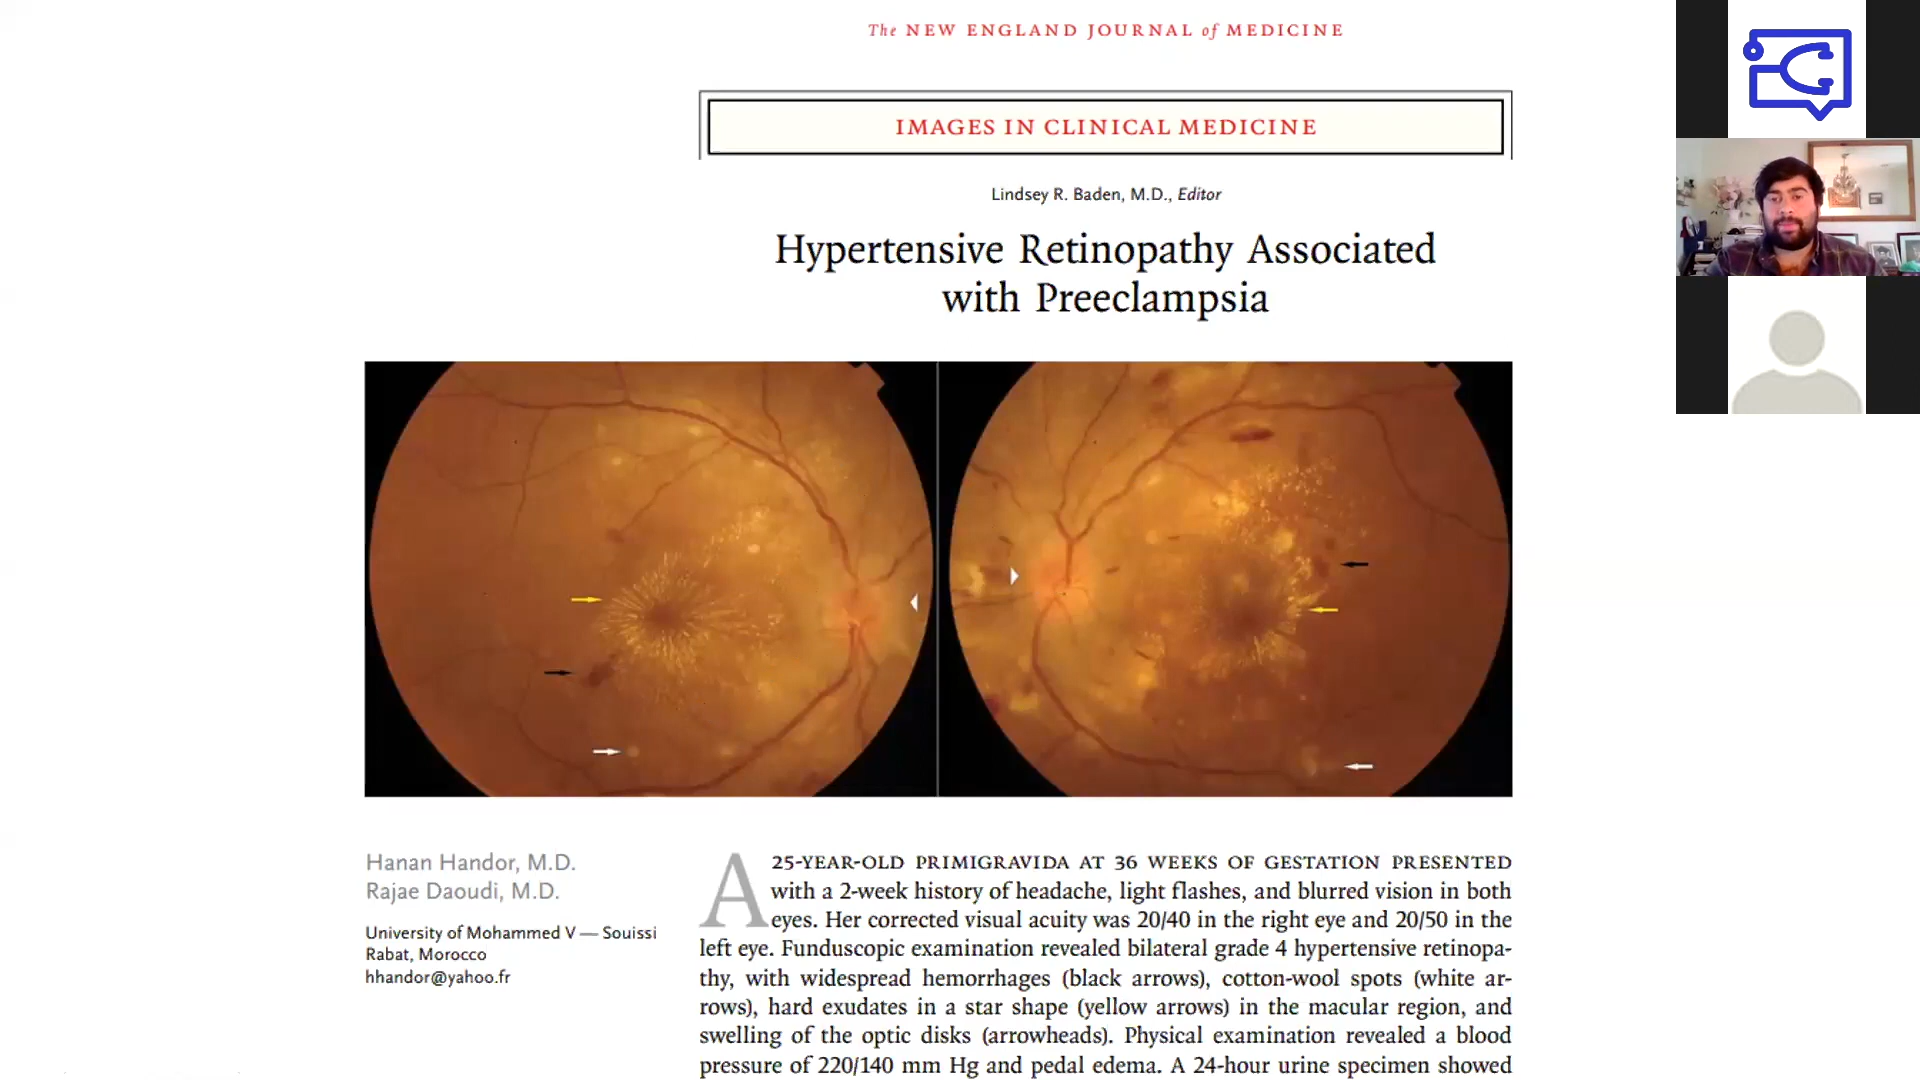 The NEW ENGLAND JOURNAL of MEDICINE
IMAGES IN CLINICAL MEDICINE
Lindsey R. Baden, M.D., Editor
Hypertensive Retinopathy Associated
with Preeclampsia
Hanan Handor, M.D.
Rajae Daoudi, M.D.
University of Mohammed V — Souissi
Rabat, Morocco
hhandor@yahoo.fr
A 25-YEAR-OLD PRIMIGRAVIDA AT 36 WEEKS OF GESTATION PRESENTED
with a 2-week history of headache, light flashes, and blurred vision in both
eyes. Her corrected visual acuity was 20/40 in the right eye and 20/50 in the
left eye. Funduscopic examination revealed bilateral grade 4 hypertensive retinopa-
thy, with widespread hemorrhages (black arrows), cotton-wool spots (white ar-
rows), hard exudates in a star shape (yellow arrows) in the macular region, and
swelling of the optic disks (arrowheads). Physical examination revealed a blood
pressure of 220/140 mm Hg and pedal edema. A 24-hour urine specimen showed